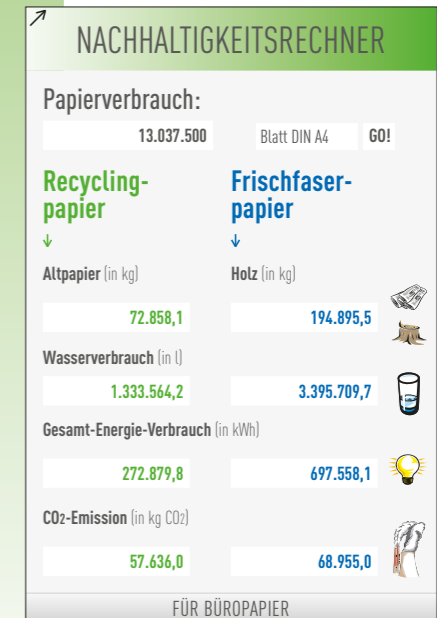 NACHHALTIGKEITSRECHNER
Papierverbrauch:
13.037.500 Blatt DIN A4 GO!
Recycling- Frischfaser-
papier papier
Altpapier (in kg) Holz (in kg)
72.858,1 194.895,5
Wasserverbrauch (in l)
1.333.564,2 3.395.709,7
Gesamt-Energie-Verbrauch (in kWh)
272.879,8 697.558,1
CO2-Emission (in kg CO2)
57.636,0 68.955,0
FÜR BÜROPAPIER